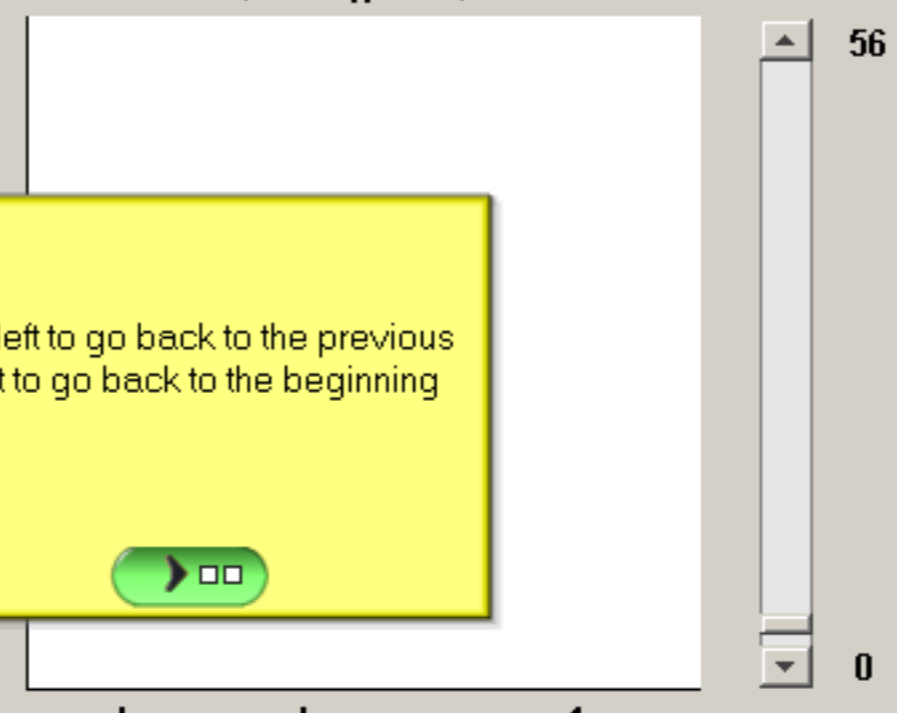 56
left to go back to the previous
to go back to the beginning
0